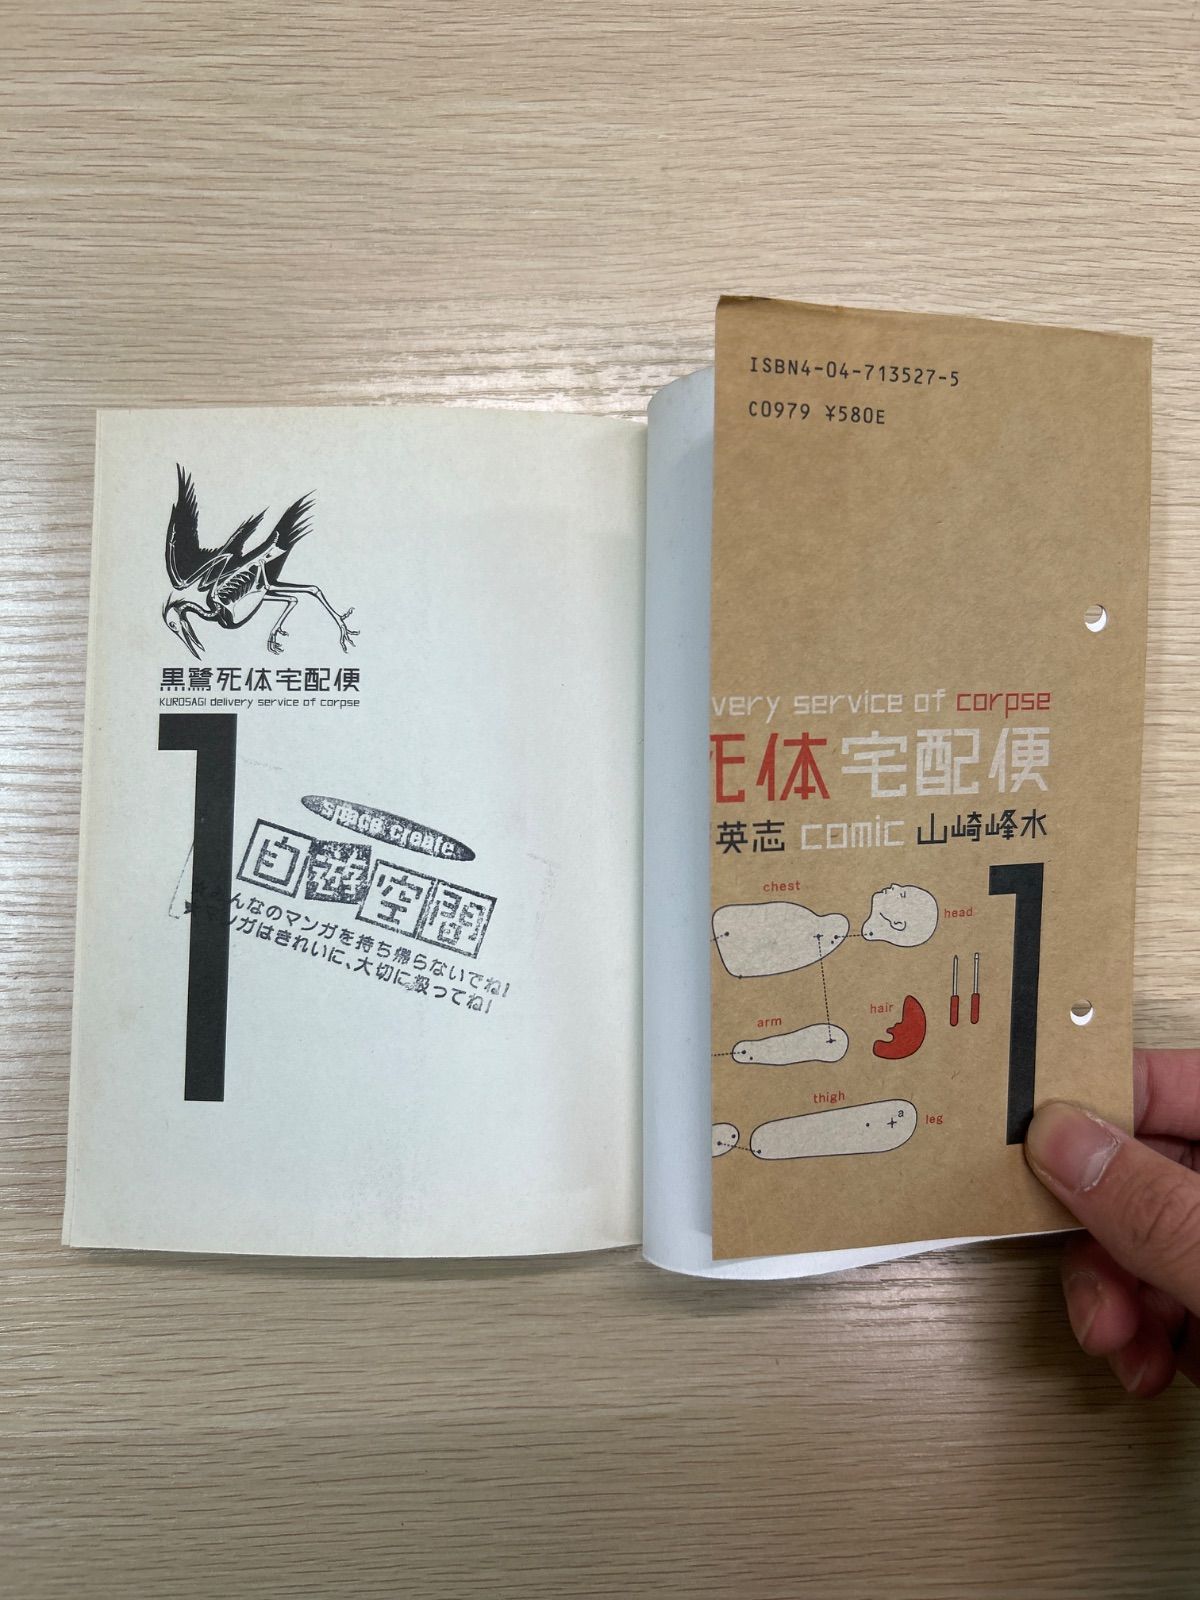 黒鷺死体宅配便
KUROSAGI delivery service of corpse
1
space create
自遊空間
みんなのマンガを持ち帰らないでね!
マンガはきれいに、大切に扱ってね!
ISBN4-04-713527-5
C0979 ¥580E
very service of corpse
死体宅配便
英志 comic 山崎峰水
1
chest
head
hair
arm
thigh
a
leg